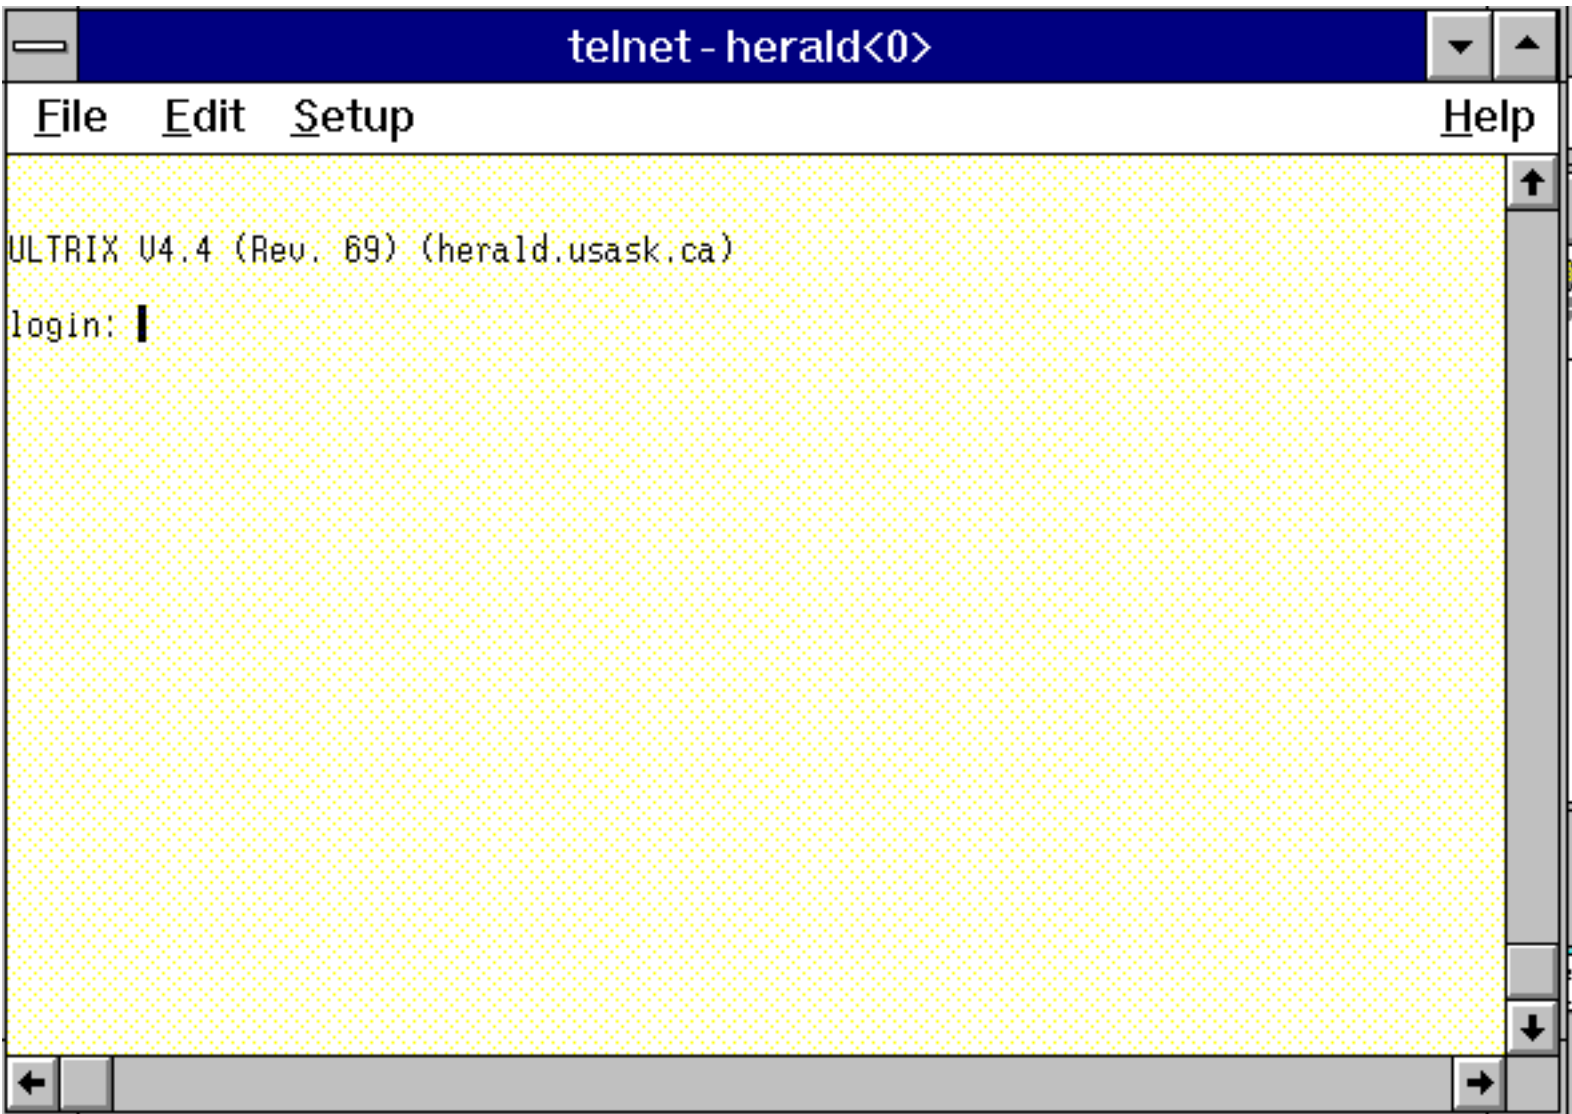 telnet - herald<0>
File Edit Setup Help
ULTRIX V4.4 (Rev. 69) (herald.usask.ca)
login: